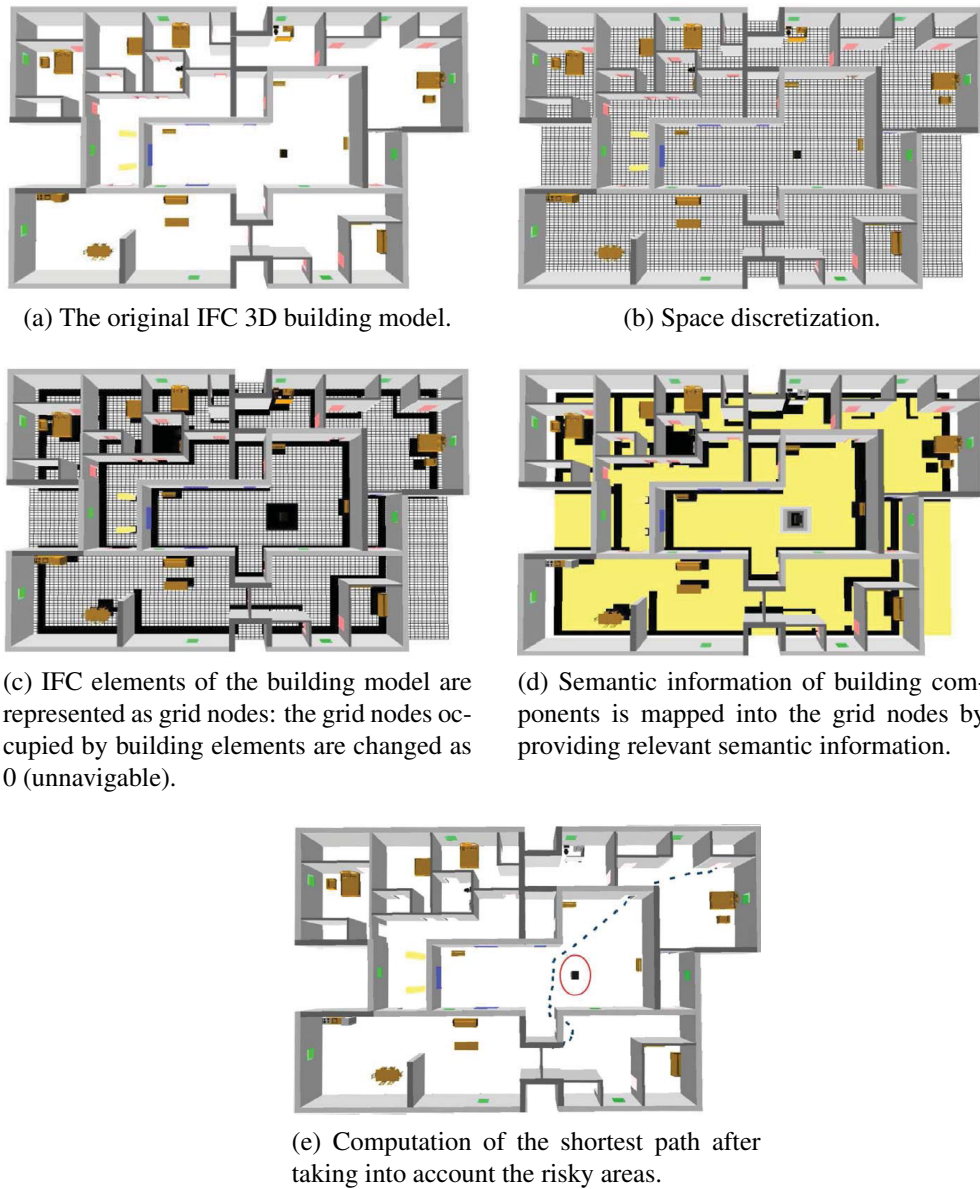 (a) The original IFC 3D building model.
(b) Space discretization.
(c) IFC elements of the building model are
represented as grid nodes: the grid nodes oc-
cupied by building elements are changed as
0 (unnavigable).
(d) Semantic information of building com-
ponents is mapped into the grid nodes by
providing relevant semantic information.
(e) Computation of the shortest path after
taking into account the risky areas.